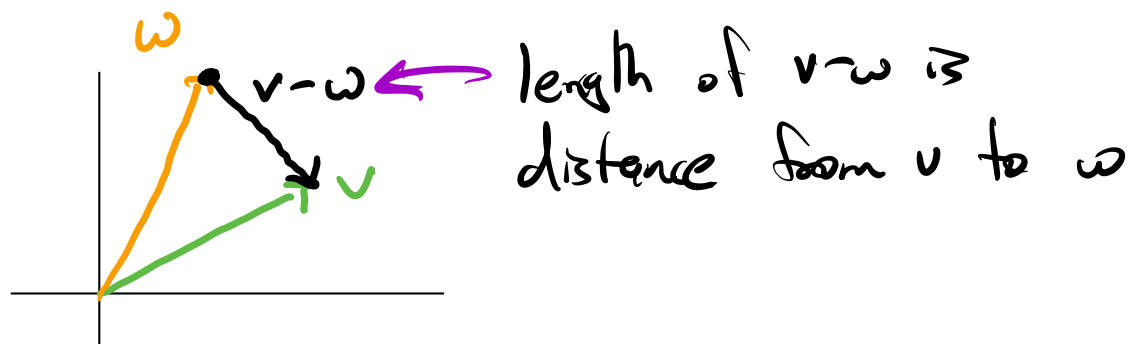 w
v-w length of v-w is
v distance from v to w